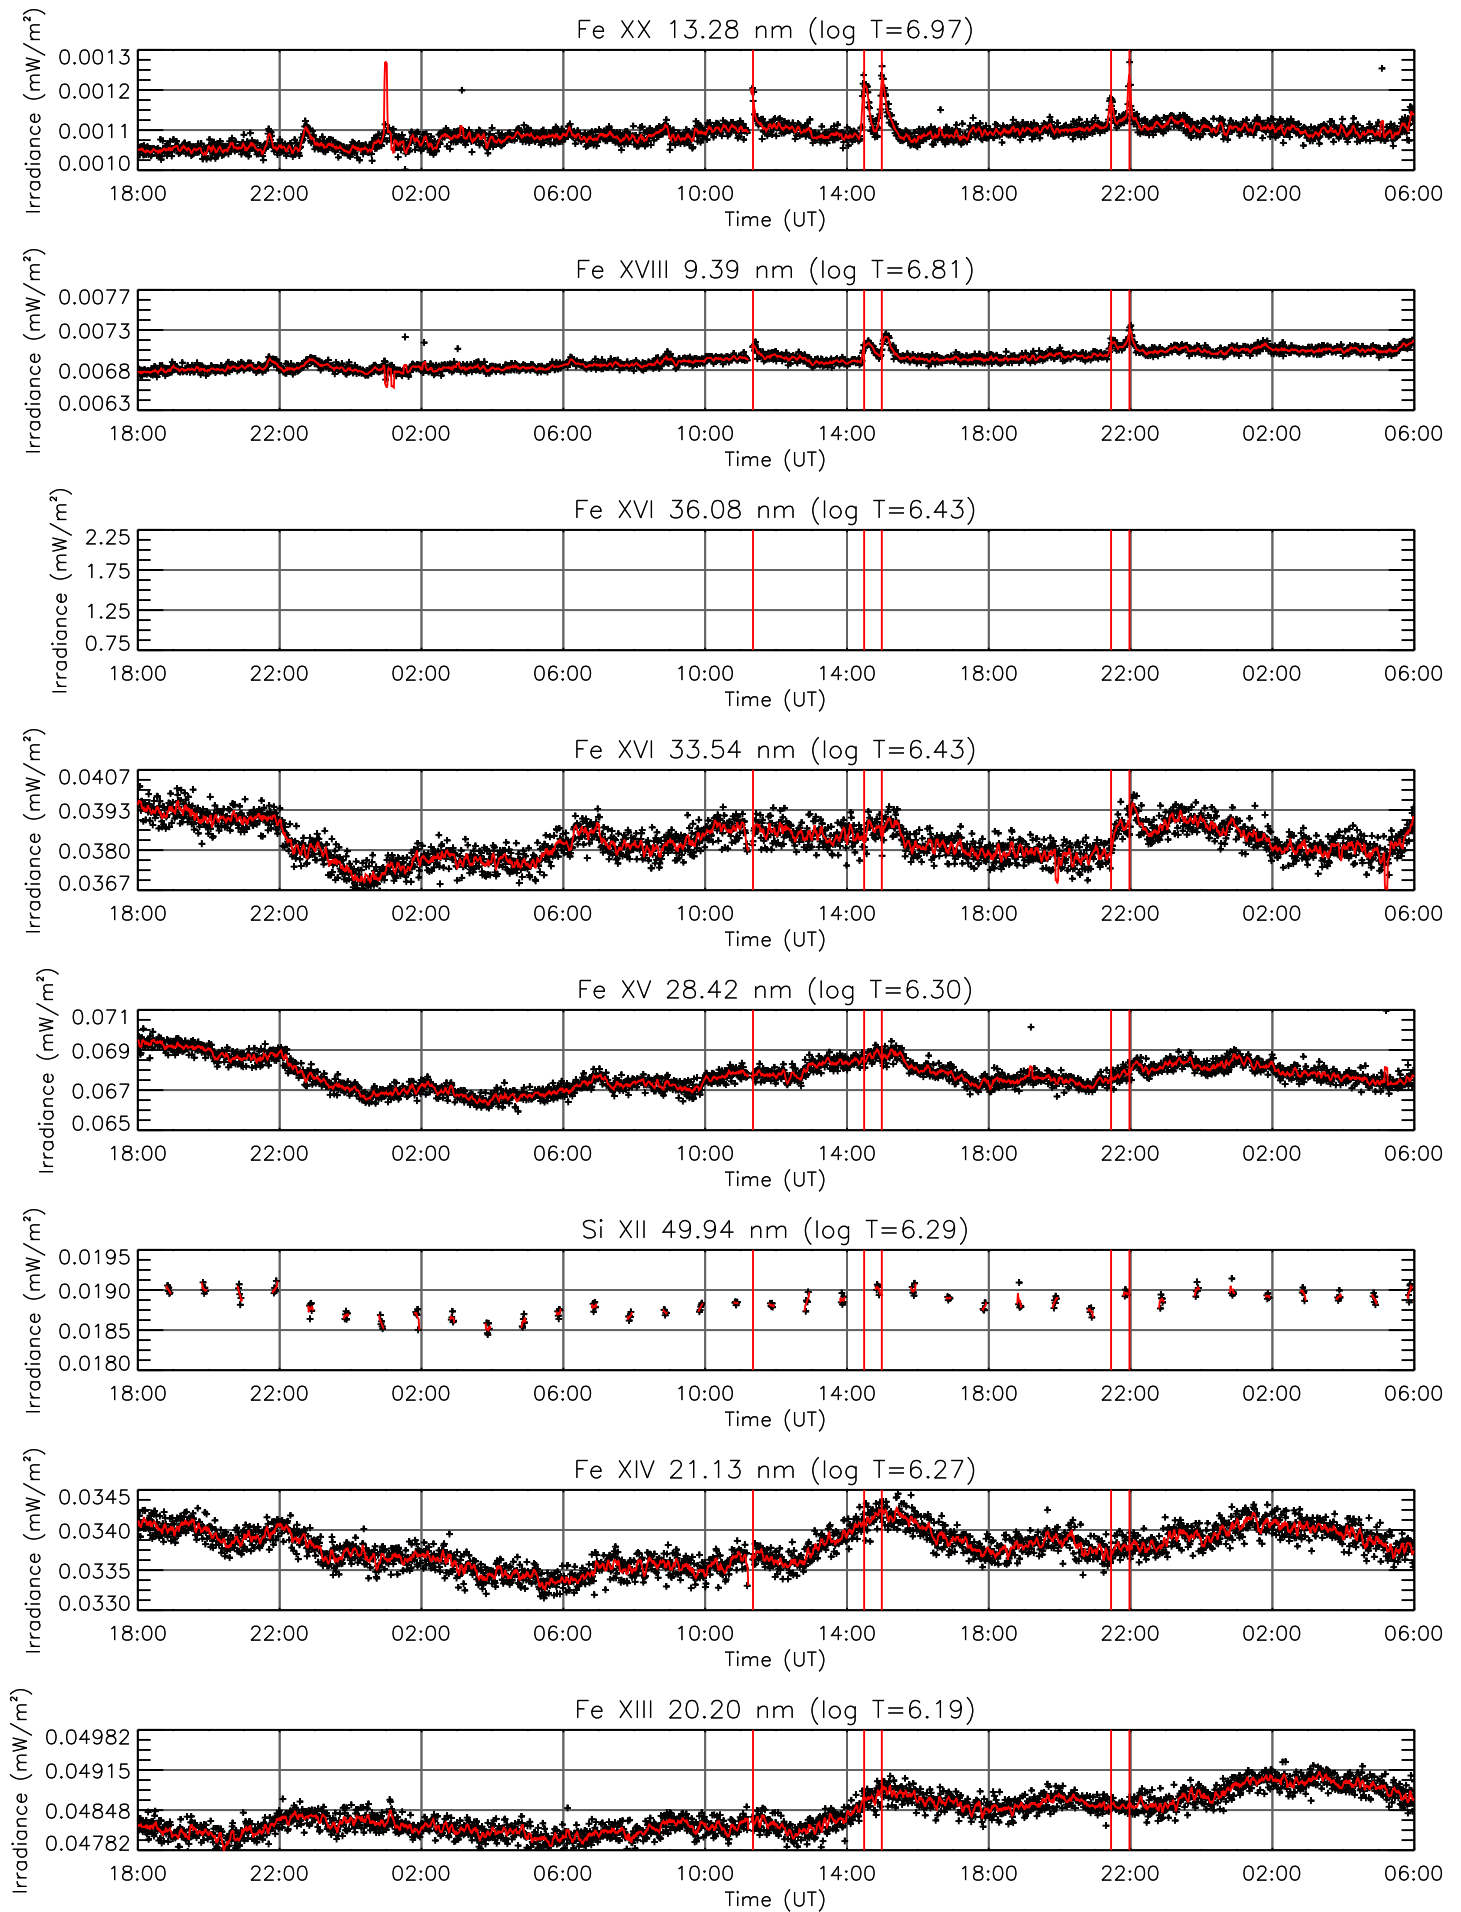 Fe XX 13.28 nm (log T=6.97)
Irradiance (mW/m²)
0.0013
0.0012
0.0011
0.0010
18:00 22:00 02:00 06:00 10:00 14:00 18:00 22:00 02:00 06:00
Time (UT)
Fe XVIII 9.39 nm (log T=6.81)
Irradiance (mW/m²)
0.0077
0.0073
0.0068
0.0063
18:00 22:00 02:00 06:00 10:00 14:00 18:00 22:00 02:00 06:00
Time (UT)
Fe XVI 36.08 nm (log T=6.43)
Irradiance (mW/m²)
2.25
1.75
1.25
0.75
18:00 22:00 02:00 06:00 10:00 14:00 18:00 22:00 02:00 06:00
Time (UT)
Fe XVI 33.54 nm (log T=6.43)
Irradiance (mW/m²)
0.0407
0.0393
0.0380
0.0367
18:00 22:00 02:00 06:00 10:00 14:00 18:00 22:00 02:00 06:00
Time (UT)
Fe XV 28.42 nm (log T=6.30)
Irradiance (mW/m²)
0.071
0.069
0.067
0.065
18:00 22:00 02:00 06:00 10:00 14:00 18:00 22:00 02:00 06:00
Time (UT)
Si XII 49.94 nm (log T=6.29)
Irradiance (mW/m²)
0.0195
0.0190
0.0185
0.0180
18:00 22:00 02:00 06:00 10:00 14:00 18:00 22:00 02:00 06:00
Time (UT)
Fe XIV 21.13 nm (log T=6.27)
Irradiance (mW/m²)
0.0345
0.0340
0.0335
0.0330
18:00 22:00 02:00 06:00 10:00 14:00 18:00 22:00 02:00 06:00
Time (UT)
Fe XIII 20.20 nm (log T=6.19)
Irradiance (mW/m²)
0.04982
0.04915
0.04848
0.04782
18:00 22:00 02:00 06:00 10:00 14:00 18:00 22:00 02:00 06:00
Time (UT)